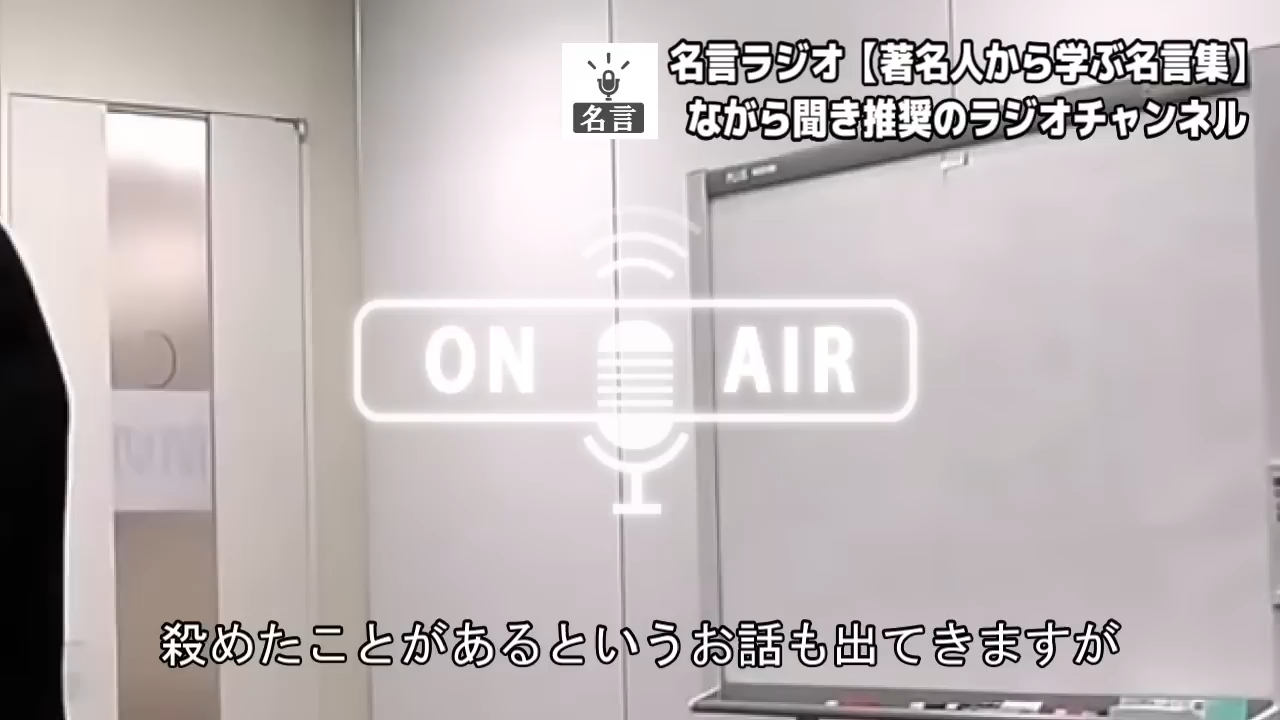 名言ラジオ【著名人から学ぶ名言集】
名言
ながら聞き推奨のラジオチャンネル
PLUS
ON AIR
殺めたことがあるというお話も出てきますが